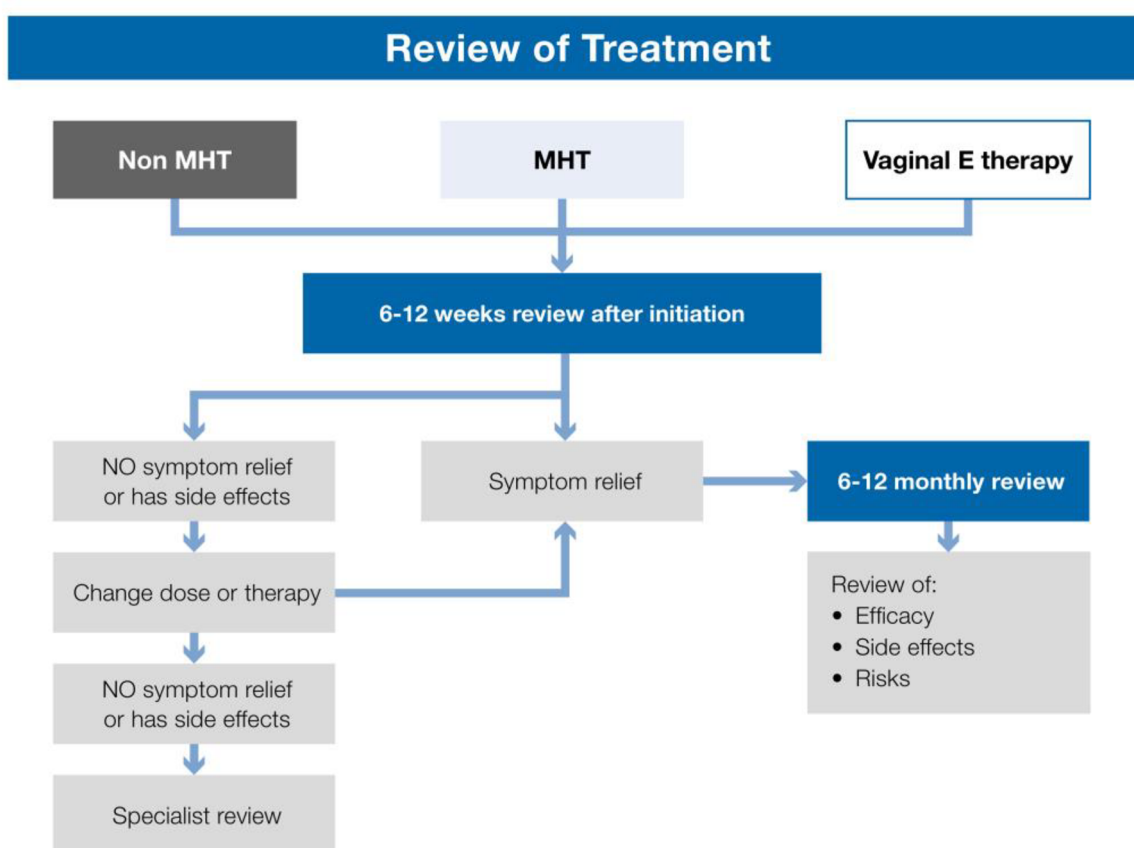 Review of Treatment
Non MHT
MHT
Vaginal E therapy
6-12 weeks review after initiation
NO symptom relief
or has side effects
Symptom relief
6-12 monthly review
Change dose or therapy
Review of:
• Efficacy
• Side effects
• Risks
NO symptom relief
or has side effects
Specialist review